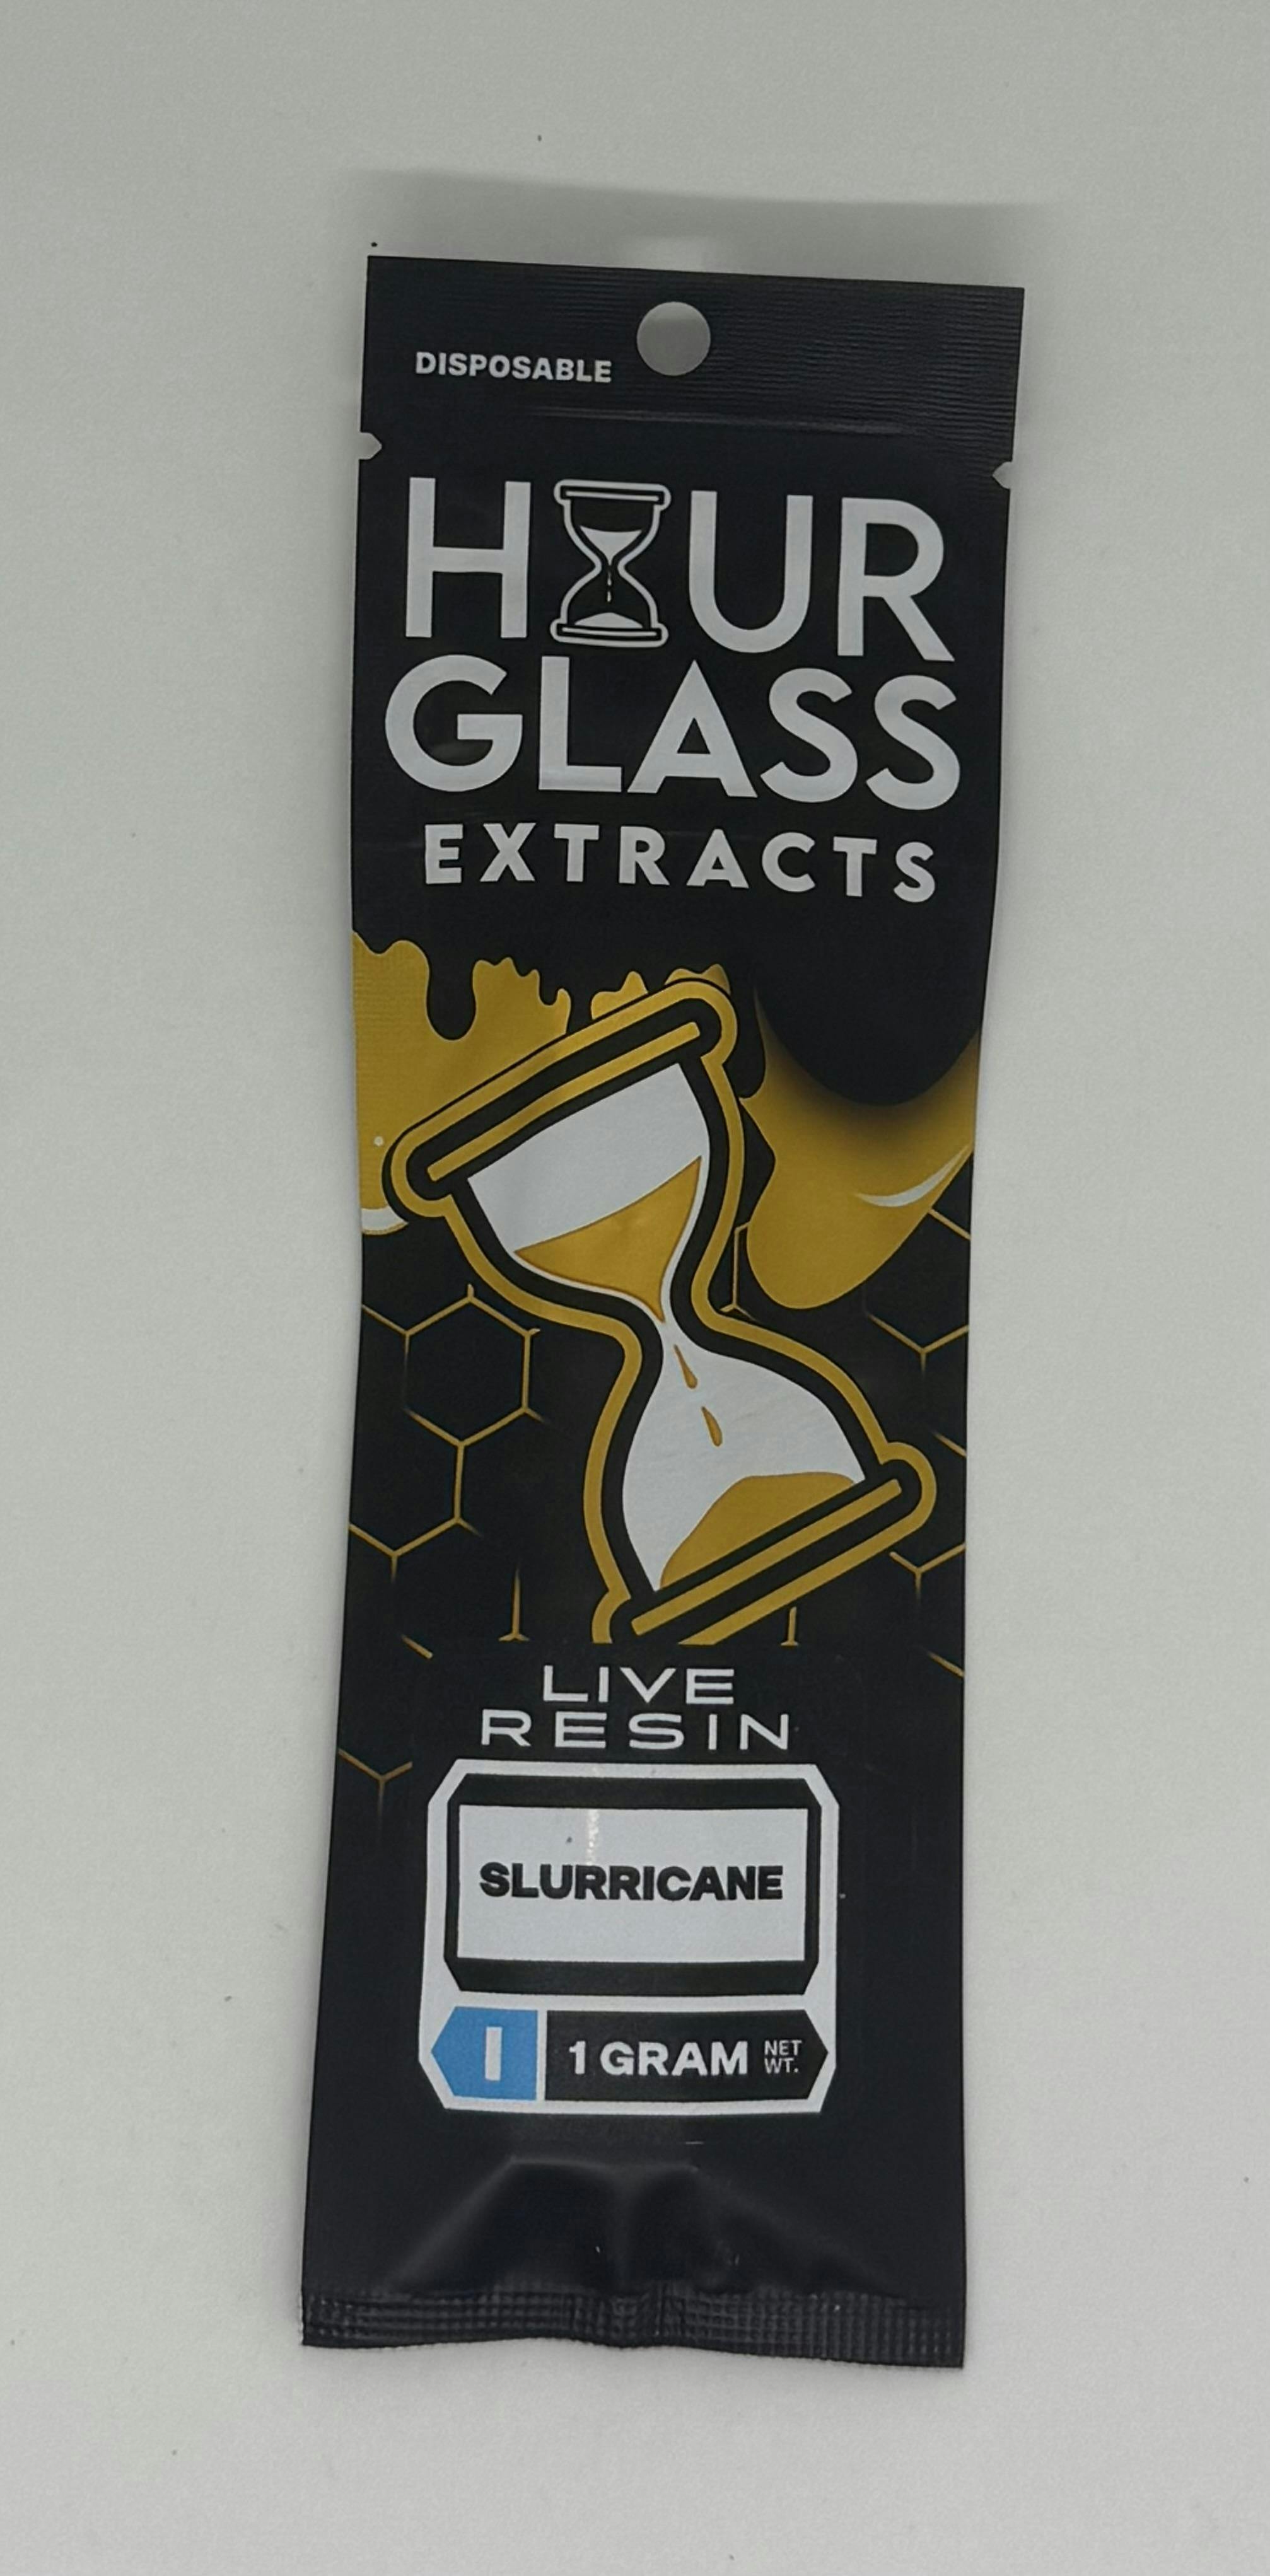 DISPOSABLE
HOUR
GLASS
EXTRACTS
LIVE
RESIN
SLURRICANE
I 1 GRAM NET WT.